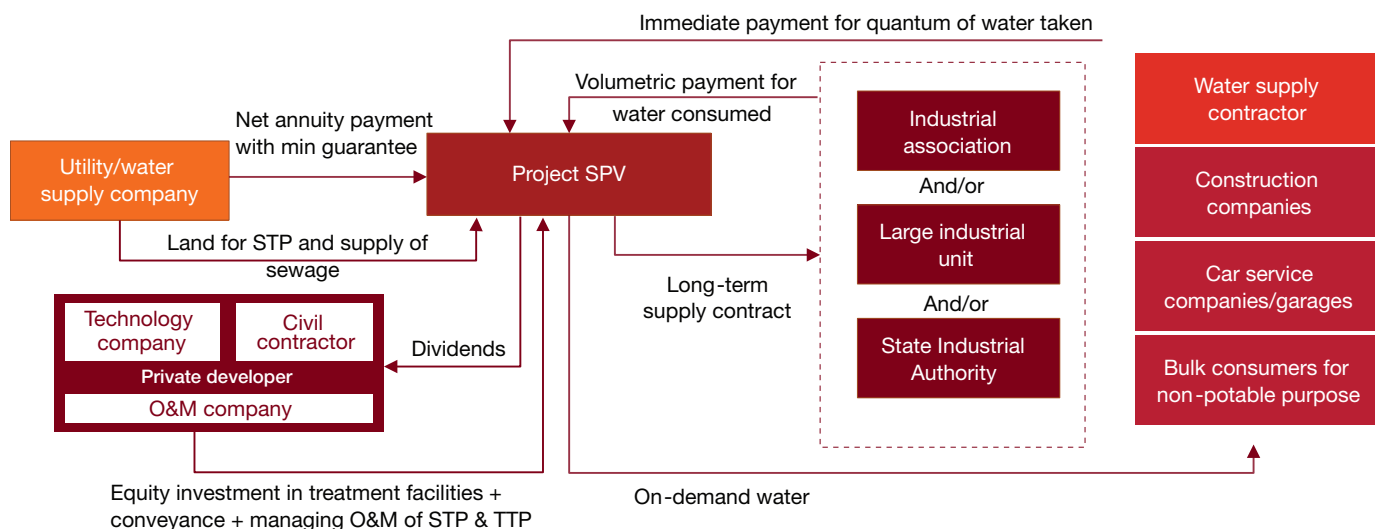 Immediate payment for quantum of water taken
Volumetric payment for
water consumed
Net annuity payment
with min guarantee
Utility/water
supply company
Project SPV
Land for STP and supply of
sewage
Technology
company
Civil
contractor
Private developer
O&M company
Dividends
Equity investment in treatment facilities +
conveyance + managing O&M of STP & TTP
Long-term
supply contract
On-demand water
Industrial
association
And/or
Large industrial
unit
And/or
State Industrial
Authority
Water supply
contractor
Construction
companies
Car service
companies/garages
Bulk consumers for
non-potable purpose